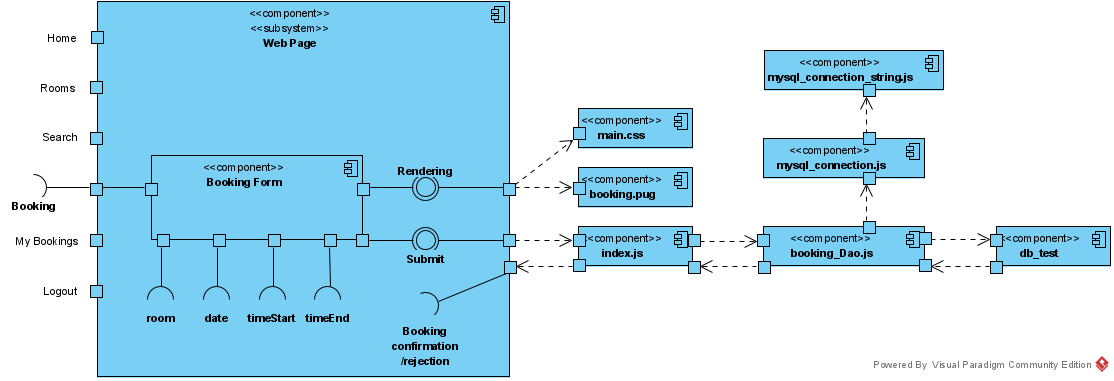 <<component>>
<<subsystem>>
Web Page
Home
Rooms
Search
Booking
My Bookings
Logout
<<component>>
Booking Form
Rendering
Submit
room
date
timeStart
timeEnd
Booking
confirmation
/rejection
<<component>>
main.css
<<component>>
booking.pug
<<component>>
index.js
<<component>>
mysql_connection_string.js
<<component>>
mysql_connection.js
<<component>>
booking_Dao.js
<<component>>
db_test
Powered By Visual Paradigm Community Edition